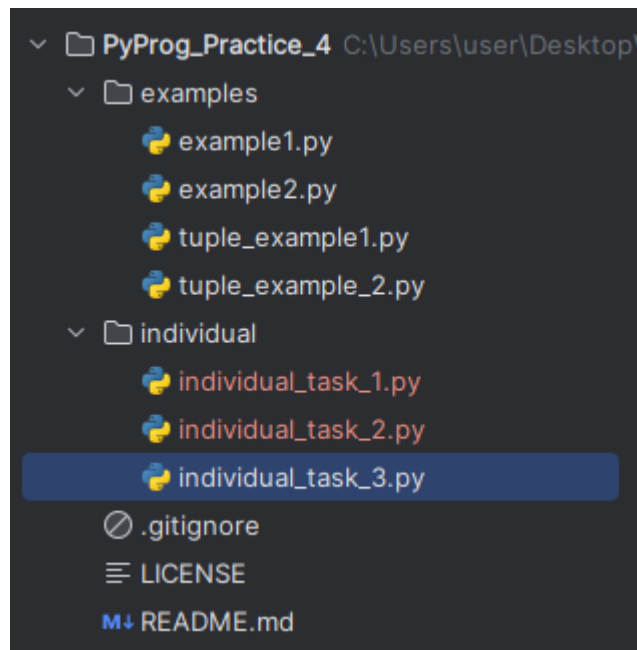 PyProg_Practice_4 C:\Users\user\Desktop\
examples
example1.py
example2.py
tuple_example1.py
tuple_example_2.py
individual
individual_task_1.py
individual_task_2.py
individual_task_3.py
.gitignore
LICENSE
M↓ README.md